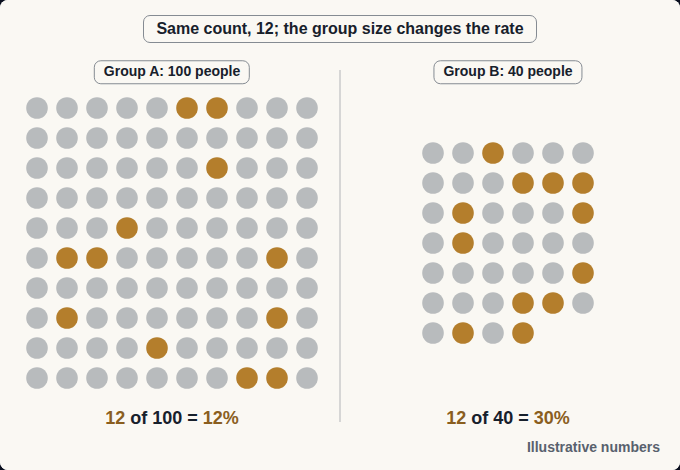 Same count, 12; the group size changes the rate
Group A: 100 people
Group B: 40 people
12 of 100 = 12%
12 of 40 = 30%
Illustrative numbers